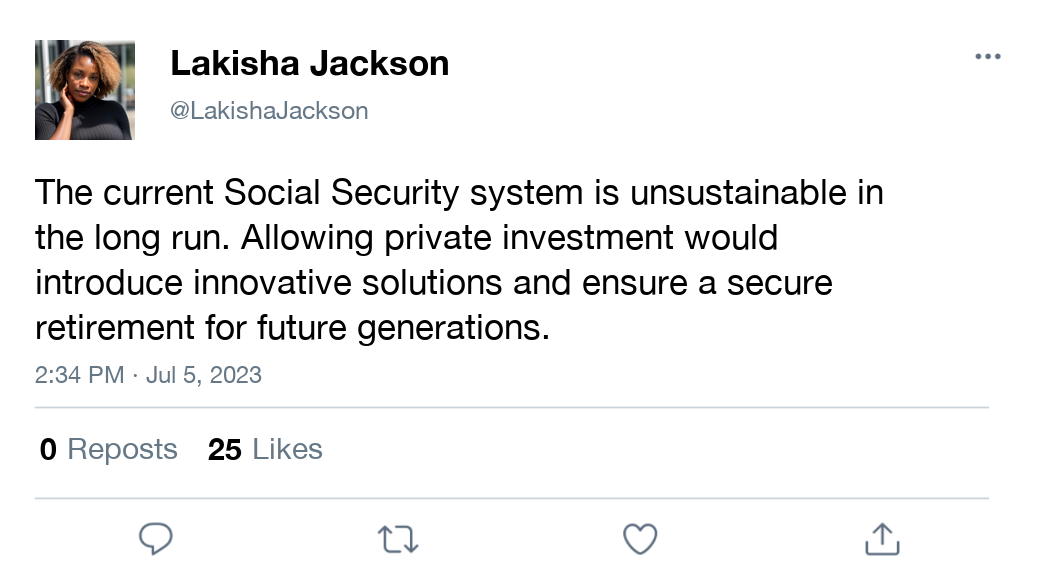 Lakisha Jackson
@LakishaJackson
The current Social Security system is unsustainable in
the long run. Allowing private investment would
introduce innovative solutions and ensure a secure
retirement for future generations.
2:34 PM · Jul 5, 2023
0 Reposts 25 Likes